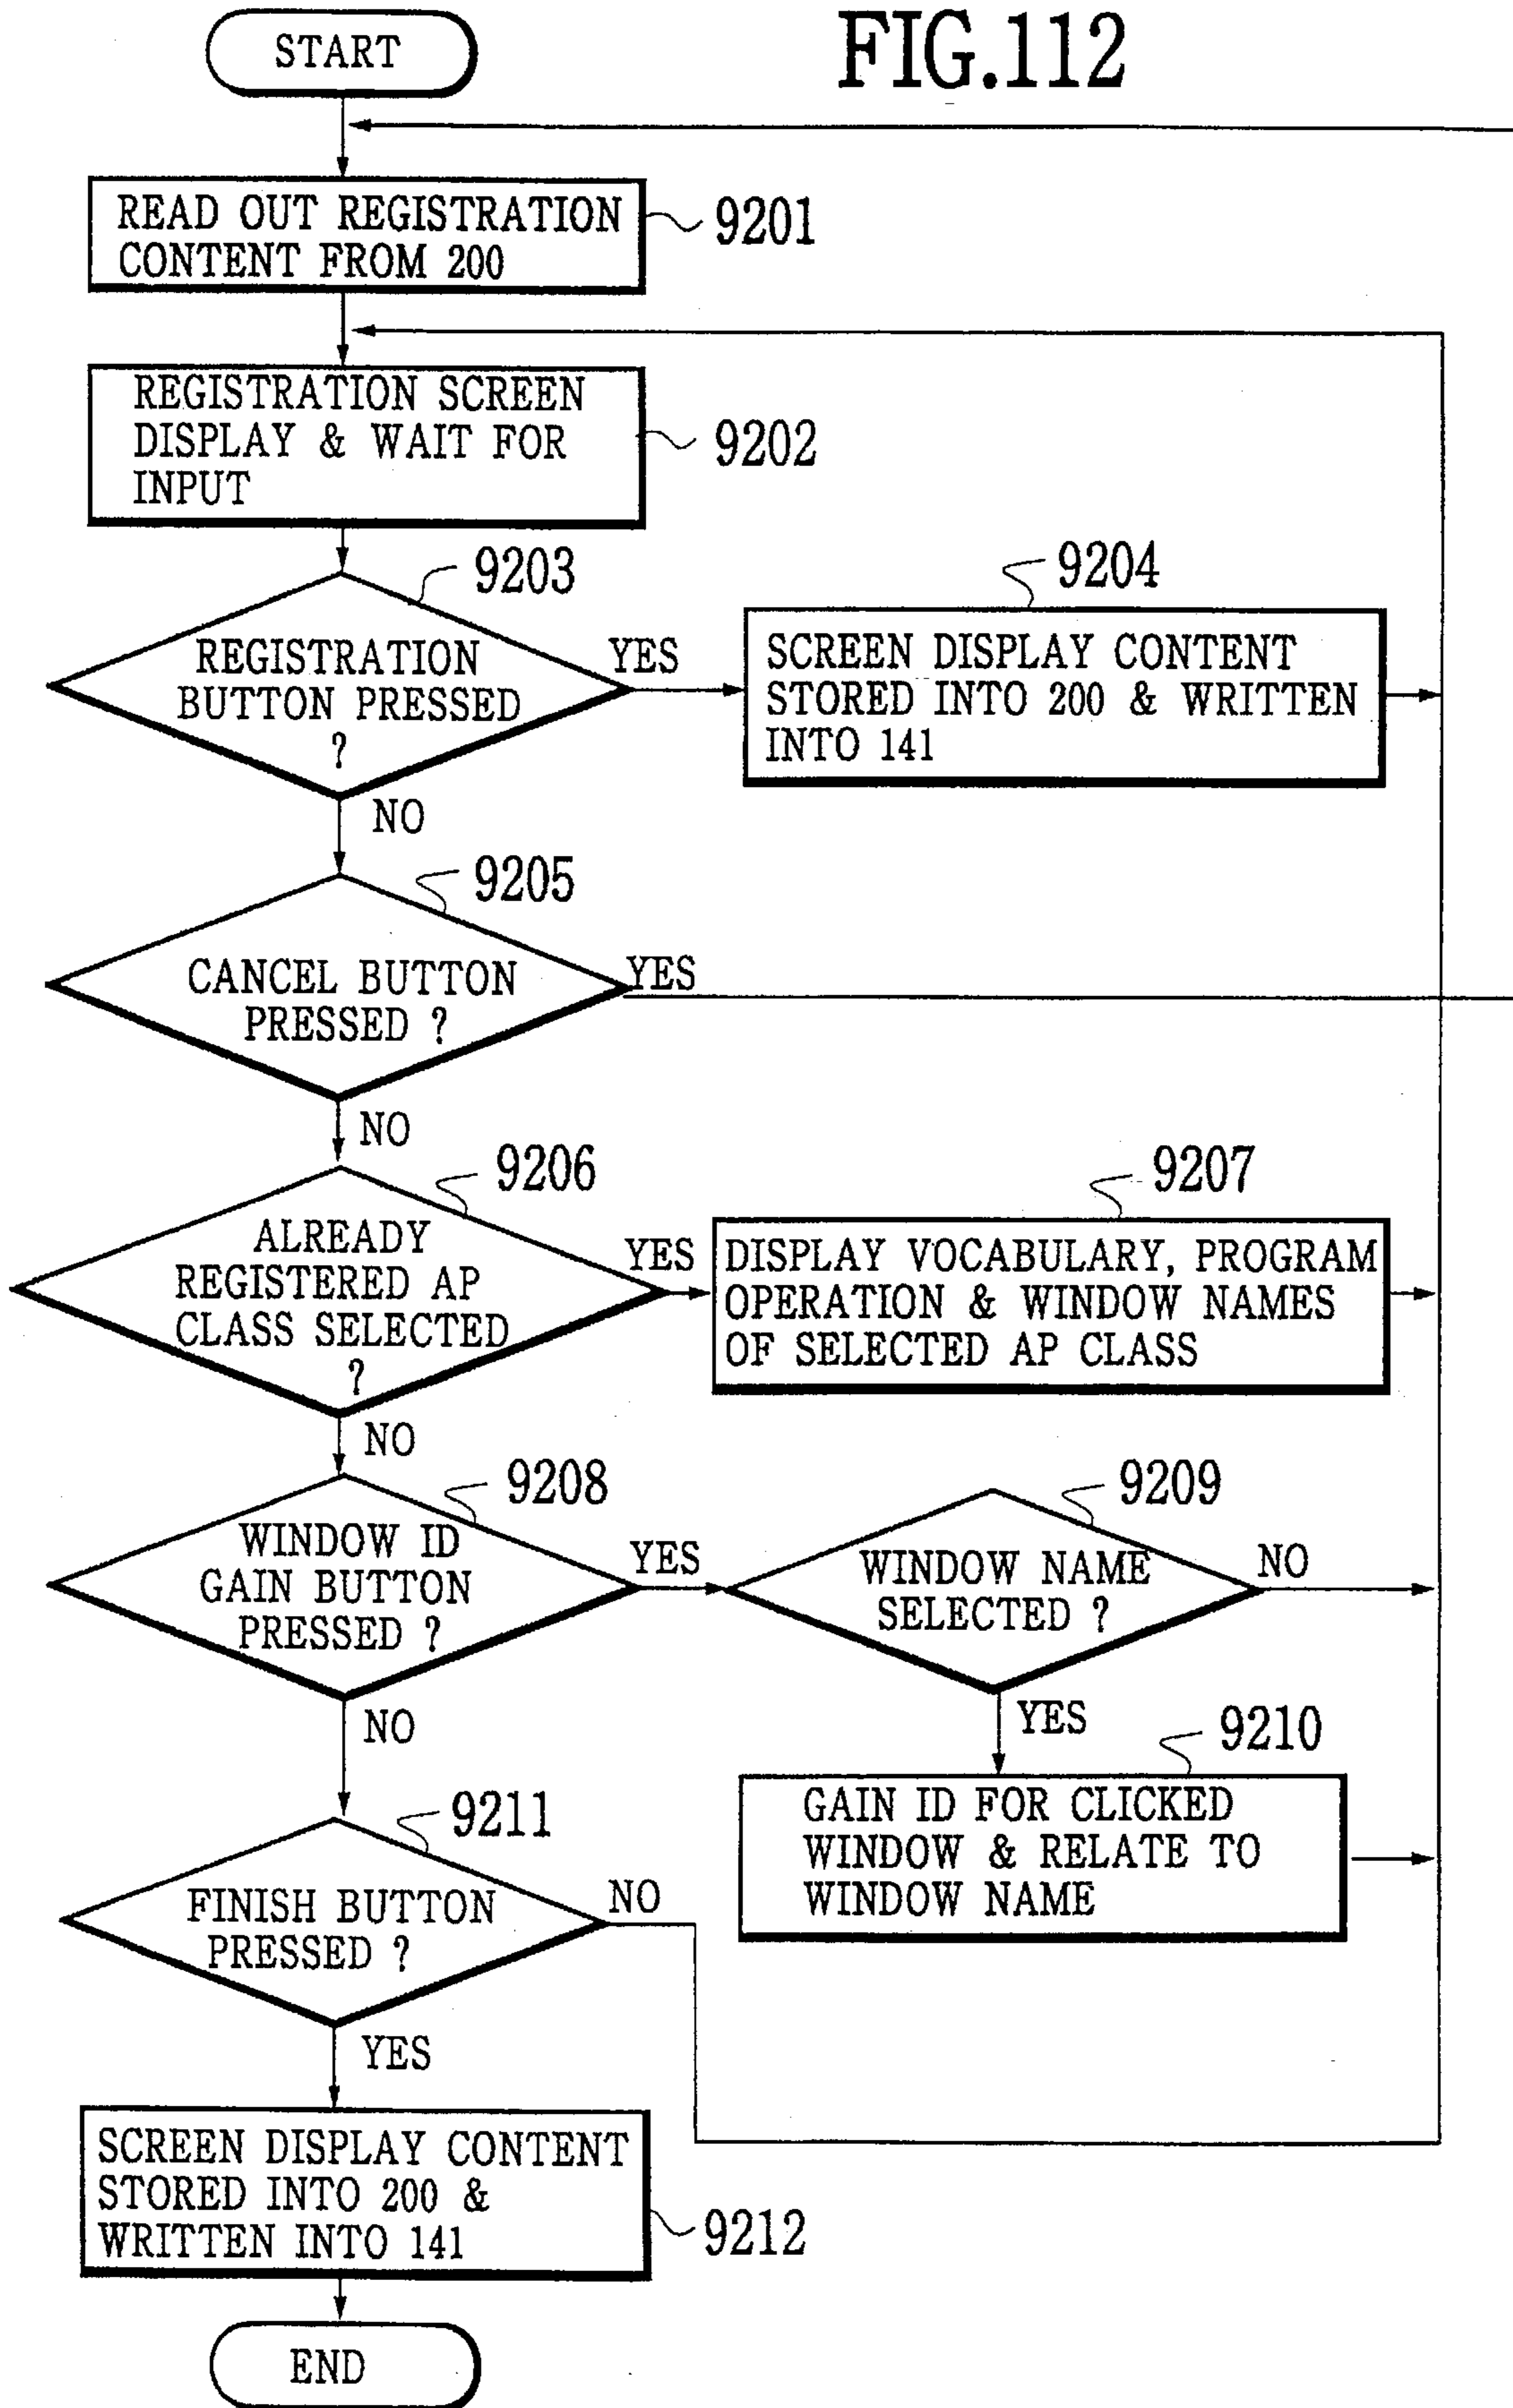 FIG.112
START
READ OUT REGISTRATION
CONTENT FROM 200
9201
REGISTRATION SCREEN
DISPLAY & WAIT FOR
INPUT
9202
9203
REGISTRATION
BUTTON PRESSED
?
YES
NO
9204
SCREEN DISPLAY CONTENT
STORED INTO 200 & WRITTEN
INTO 141
9205
CANCEL BUTTON
PRESSED ?
YES
NO
9206
ALREADY
REGISTERED AP
CLASS SELECTED
?
YES
NO
9207
DISPLAY VOCABULARY, PROGRAM
OPERATION & WINDOW NAMES
OF SELECTED AP CLASS
9208
WINDOW ID
GAIN BUTTON
PRESSED ?
YES
NO
9209
WINDOW NAME
SELECTED ?
NO
YES
9210
GAIN ID FOR CLICKED
WINDOW & RELATE TO
WINDOW NAME
9211
FINISH BUTTON
PRESSED ?
NO
YES
SCREEN DISPLAY CONTENT
STORED INTO 200 &
WRITTEN INTO 141
9212
END